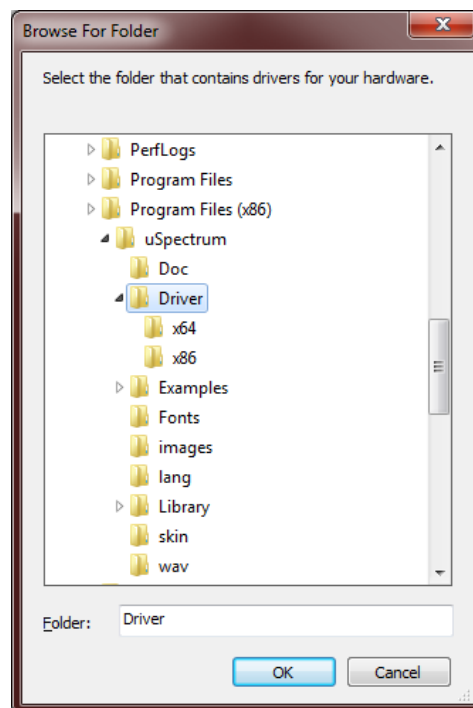 Browse For Folder
Select the folder that contains drivers for your hardware.
PerfLogs
Program Files
Program Files (x86)
uSpectrum
Doc
Driver
x64
x86
Examples
Fonts
images
lang
Library
skin
wav
Folder: Driver
OK Cancel